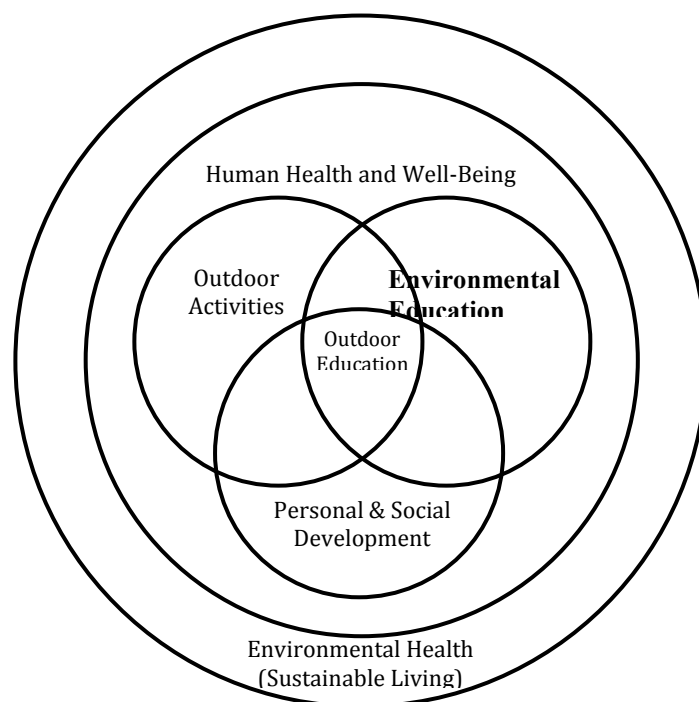 Human Health and Well-Being
Outdoor
Activities
Environmental
Education
Outdoor
Education
Personal & Social
Development
Environmental Health
(Sustainable Living)